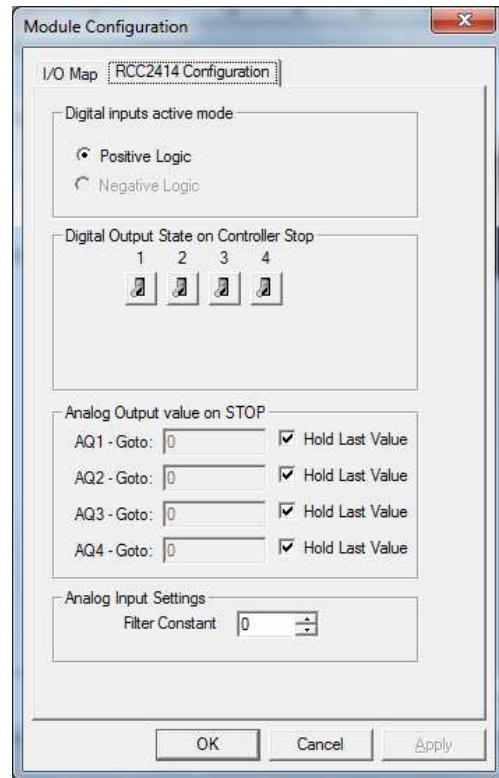 Module Configuration
I/O Map RCC2414 Configuration
Digital inputs active mode
Positive Logic
Negative Logic
Digital Output State on Controller Stop
1 2 3 4
Analog Output value on STOP
AQ1 - Goto: 0 Hold Last Value
AQ2 - Goto: 0 Hold Last Value
AQ3 - Goto: 0 Hold Last Value
AQ4 - Goto: 0 Hold Last Value
Analog Input Settings
Filter Constant 0
OK Cancel Apply